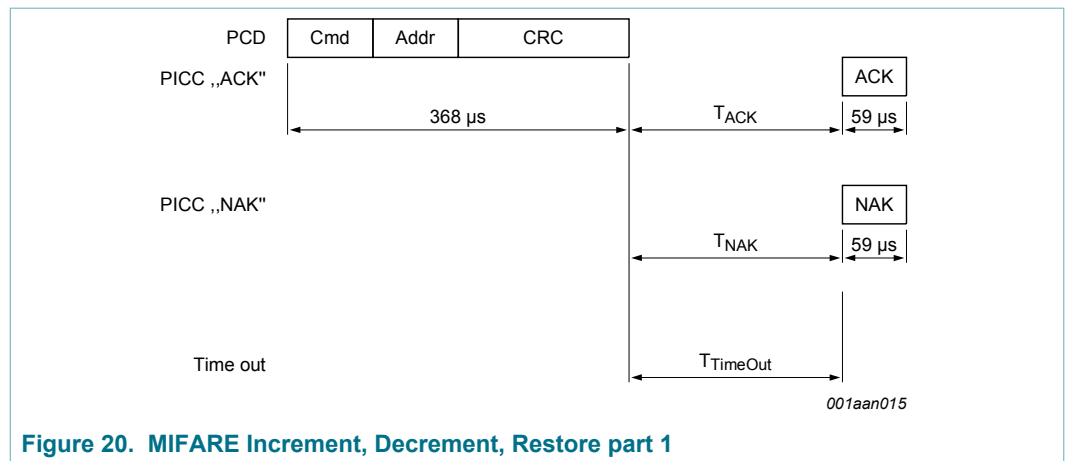 PCD Cmd Addr CRC
PICC ,,ACK" ACK
368 µs TACK 59 µs
PICC ,,NAK" NAK
TNAK 59 µs
Time out TTimeOut
001aan015
Figure 20. MIFARE Increment, Decrement, Restore part 1